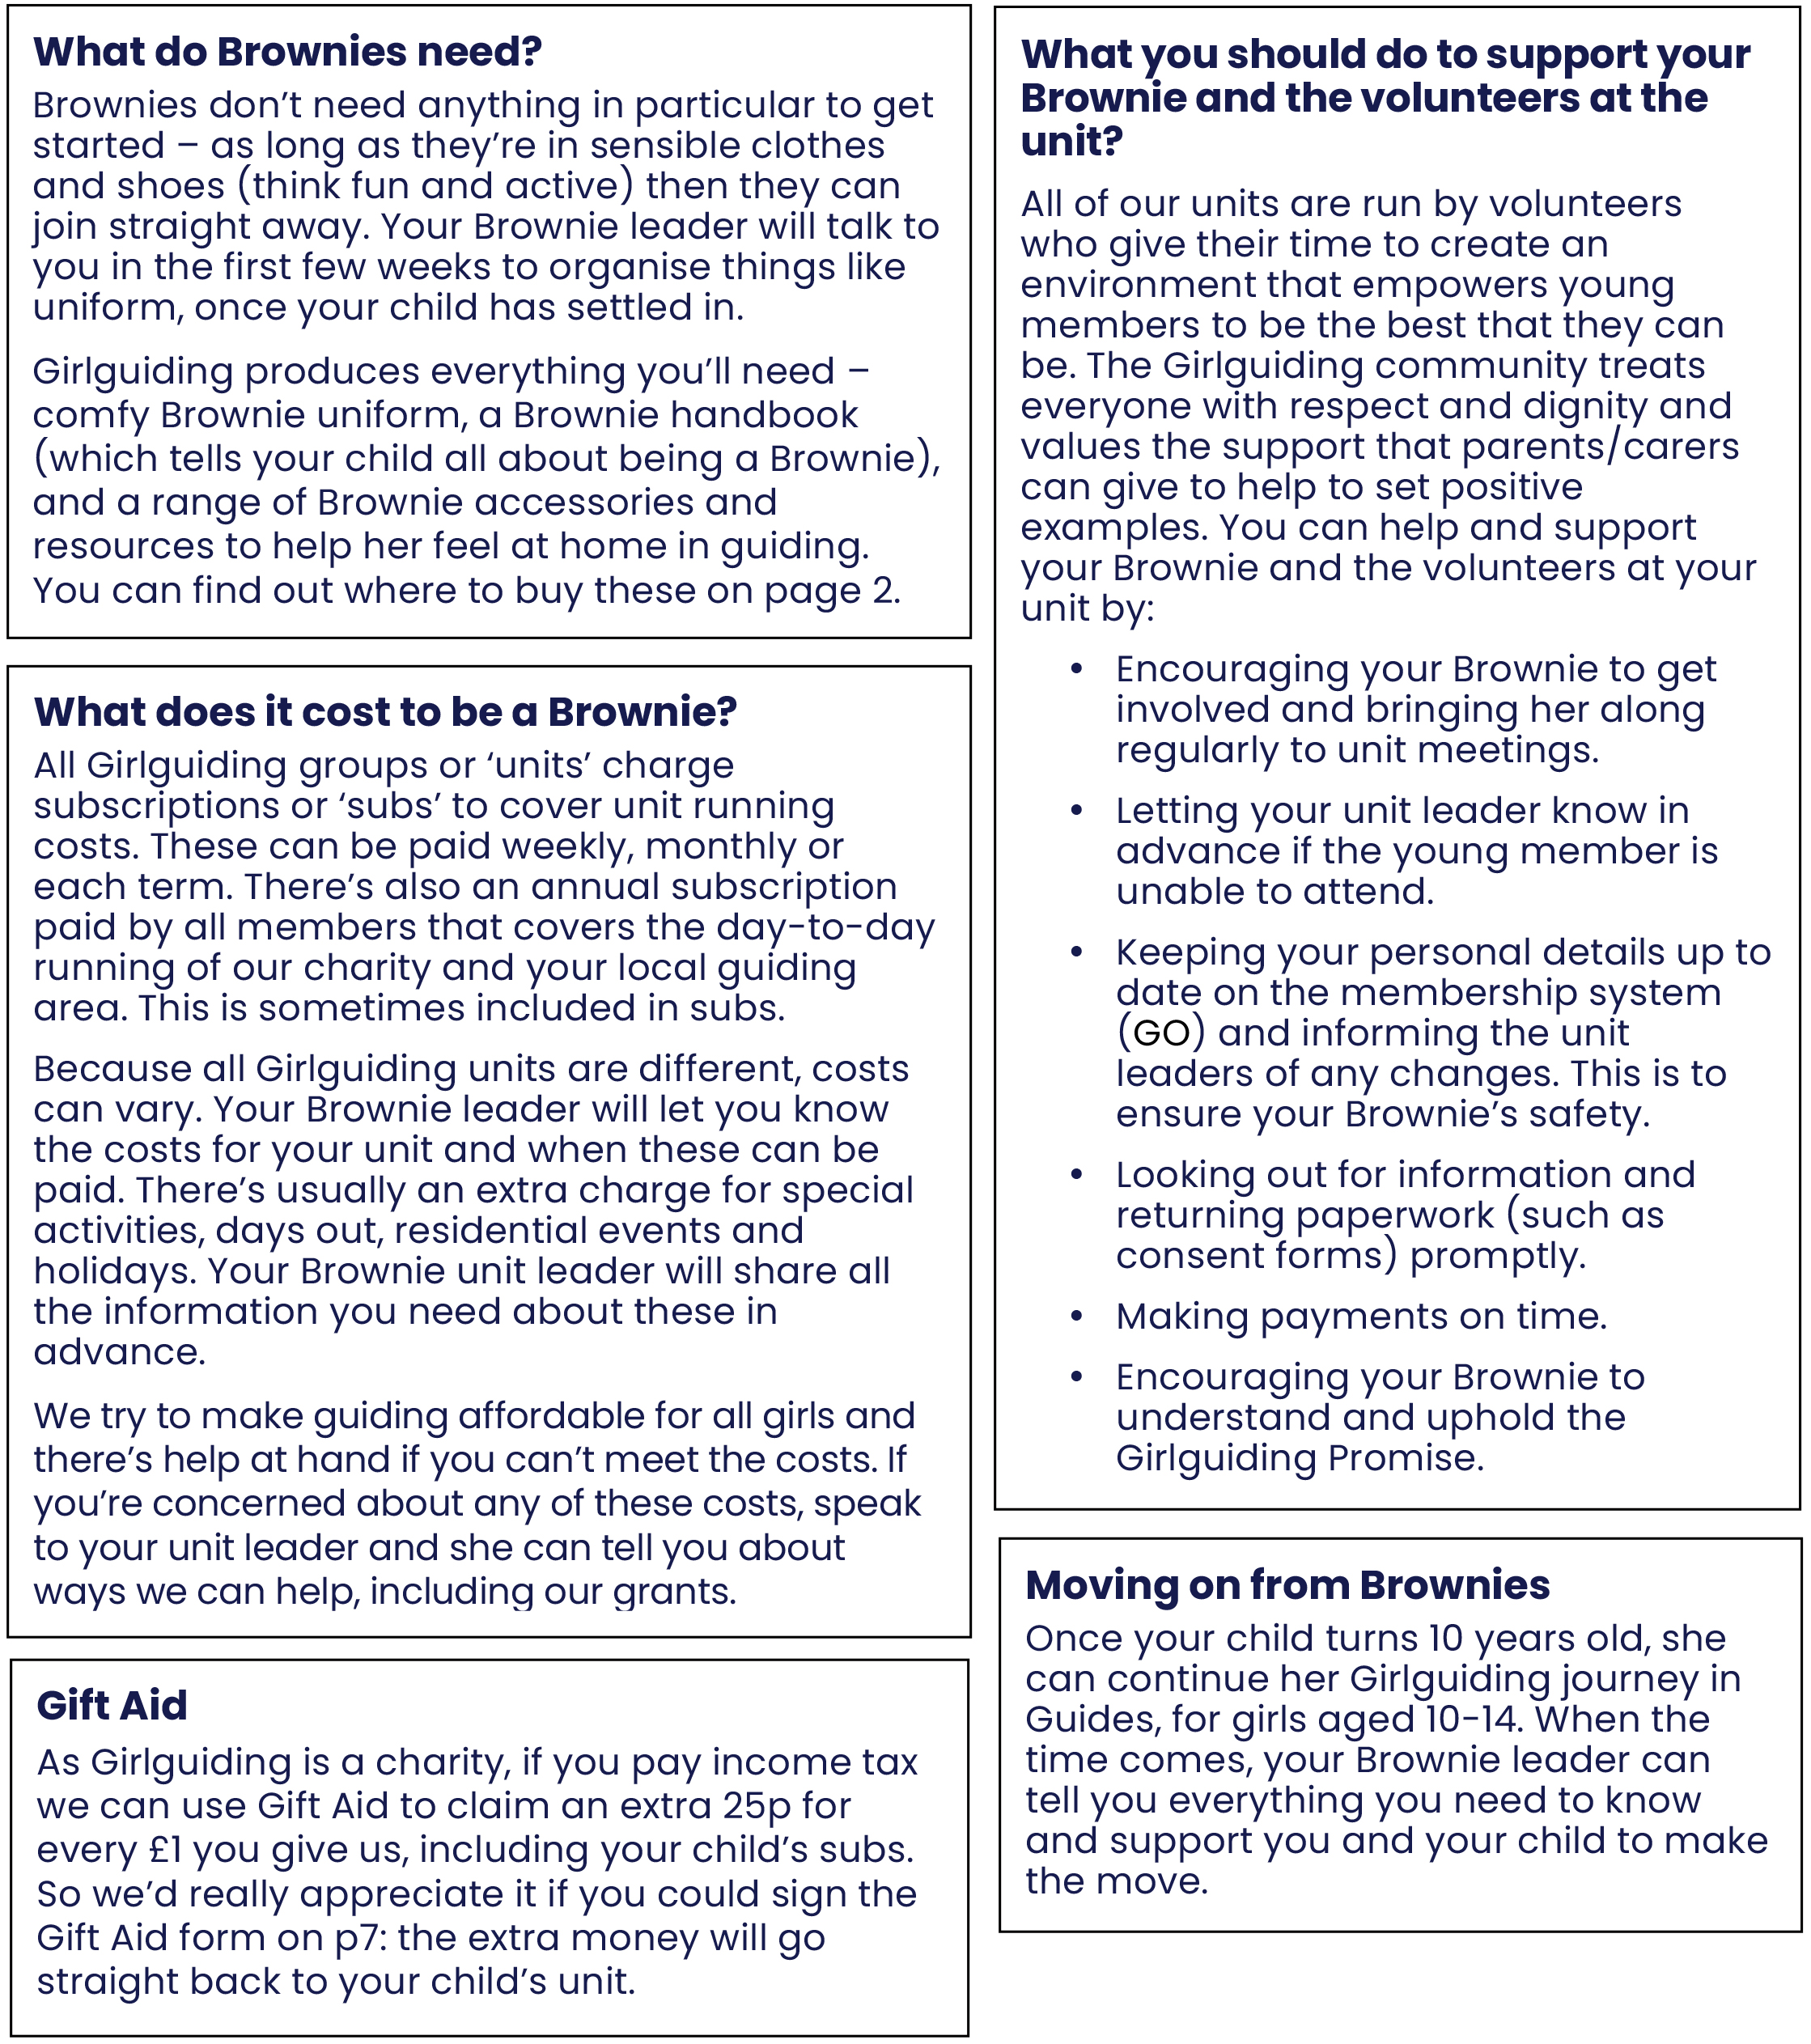 What do Brownies need?
Brownies don’t need anything in particular to get
started – as long as they’re in sensible clothes
and shoes (think fun and active) then they can
join straight away. Your Brownie leader will talk to
you in the first few weeks to organise things like
uniform, once your child has settled in.
Girlguiding produces everything you’ll need –
comfy Brownie uniform, a Brownie handbook
(which tells your child all about being a Brownie),
and a range of Brownie accessories and
resources to help her feel at home in guiding.
You can find out where to buy these on page 2.
What does it cost to be a Brownie?
All Girlguiding groups or ‘units’ charge
subscriptions or ‘subs’ to cover unit running
costs. These can be paid weekly, monthly or
each term. There’s also an annual subscription
paid by all members that covers the day-to-day
running of our charity and your local guiding
area. This is sometimes included in subs.
Because all Girlguiding units are different, costs
can vary. Your Brownie leader will let you know
the costs for your unit and when these can be
paid. There’s usually an extra charge for special
activities, days out, residential events and
holidays. Your Brownie unit leader will share all
the information you need about these in
advance.
We try to make guiding affordable for all girls and
there’s help at hand if you can’t meet the costs. If
you’re concerned about any of these costs, speak
to your unit leader and she can tell you about
ways we can help, including our grants.
Gift Aid
As Girlguiding is a charity, if you pay income tax
we can use Gift Aid to claim an extra 25p for
every £1 you give us, including your child’s subs.
So we’d really appreciate it if you could sign the
Gift Aid form on p7: the extra money will go
straight back to your child’s unit.
What you should do to support your
Brownie and the volunteers at the
unit?
All of our units are run by volunteers
who give their time to create an
environment that empowers young
members to be the best that they can
be. The Girlguiding community treats
everyone with respect and dignity and
values the support that parents/carers
can give to help to set positive
examples. You can help and support
your Brownie and the volunteers at your
unit by:
• Encouraging your Brownie to get
involved and bringing her along
regularly to unit meetings.
• Letting your unit leader know in
advance if the young member is
unable to attend.
• Keeping your personal details up to
date on the membership system
(GO) and informing the unit
leaders of any changes. This is to
ensure your Brownie’s safety.
• Looking out for information and
returning paperwork (such as
consent forms) promptly.
• Making payments on time.
• Encouraging your Brownie to
understand and uphold the
Girlguiding Promise.
Moving on from Brownies
Once your child turns 10 years old, she
can continue her Girlguiding journey in
Guides, for girls aged 10-14. When the
time comes, your Brownie leader can
tell you everything you need to know
and support you and your child to make
the move.